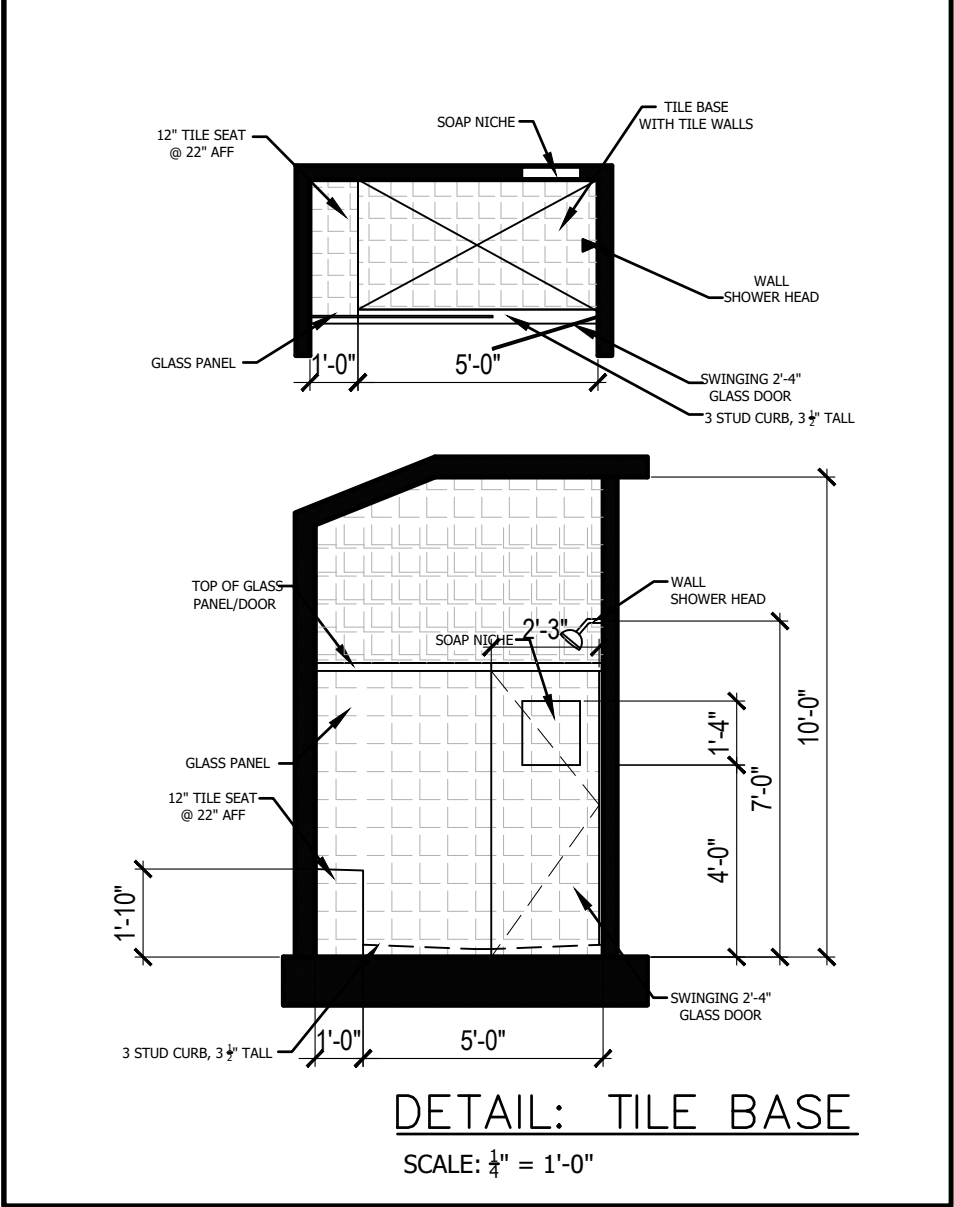 SOAP NICHE
TILE BASE
WITH TILE WALLS
12" TILE SEAT
@ 22" AFF
WALL
SHOWER HEAD
GLASS PANEL
1'-0"
5'-0"
SWINGING 2'-4"
GLASS DOOR
3 STUD CURB, 3 ½" TALL
TOP OF GLASS
PANEL/DOOR
WALL
SHOWER HEAD
2'-3"
SOAP NICHE
10'-0"
1'-4"
7'-0"
GLASS PANEL
12" TILE SEAT
@ 22" AFF
4'-0"
1'-10"
SWINGING 2'-4"
GLASS DOOR
1'-0"
5'-0"
3 STUD CURB, 3 ½" TALL
DETAIL: TILE BASE
SCALE: ¼" = 1'-0"